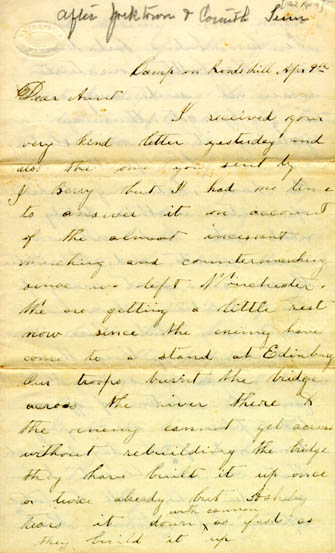 after Yorktown & Corinth Tenn
Camp on Rude's hill Apr 9th
Dear Aunt
I received your
very kind letter yesterday and
also the one you sent by
J Berry but I had no time
to answer it on account
of the almost incessant
marching and countermarching
since we left Winchester.
We are getting a little rest
now since the enemy have
come to a stand at Edinburg
Our troops burnt the bridge
across the river there &
the enemy cannot get across
without rebuilding the bridge
they have built it up once
or twice already but Ashby
tears it down with cannon as fast as
they build it up